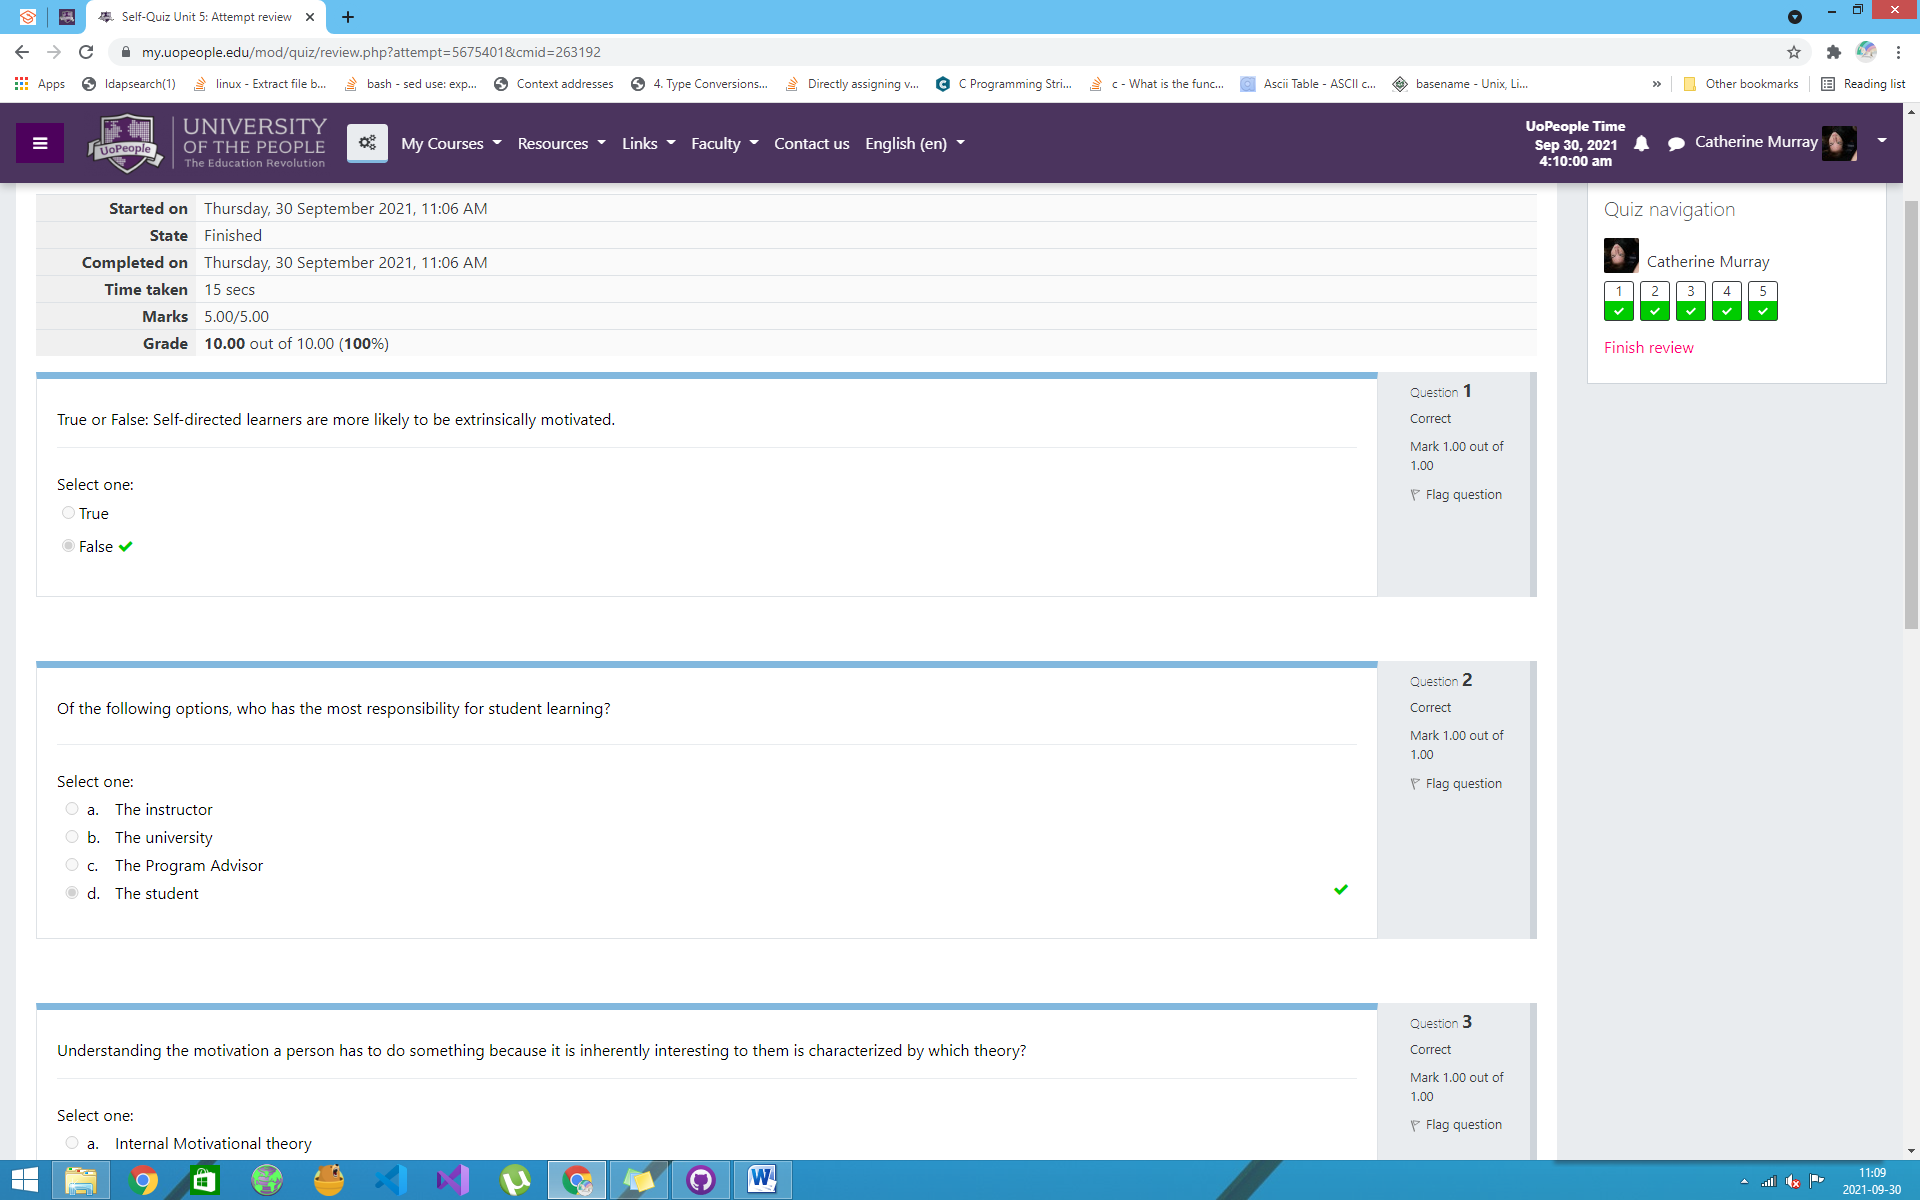 Self-Quiz Unit 5: Attempt review
my.uopeople.edu/mod/quiz/review.php?attempt=5675401&cmid=263192
Apps
ldapsearch(1)
linux - Extract file b...
bash - sed use: exp...
Context addresses
4. Type Conversions...
Directly assigning v...
C Programming Stri...
c - What is the func...
Ascii Table - ASCII c...
basename - Unix, Li...
»
Other bookmarks
Reading list
UoPeople
UNIVERSITY
OF THE PEOPLE
The Education Revolution
My Courses
Resources
Links
Faculty
Contact us
English (en)
UoPeople Time
Sep 30, 2021
4:10:00 am
Catherine Murray
Started on Thursday, 30 September 2021, 11:06 AM
State Finished
Completed on Thursday, 30 September 2021, 11:06 AM
Time taken 15 secs
Marks 5.00/5.00
Grade 10.00 out of 10.00 (100%)
Quiz navigation
Catherine Murray
1 2 3 4 5
Finish review
True or False: Self-directed learners are more likely to be extrinsically motivated.
Select one:
True
False
Question 1
Correct
Mark 1.00 out of
1.00
Flag question
Of the following options, who has the most responsibility for student learning?
Select one:
a. The instructor
b. The university
c. The Program Advisor
d. The student
Question 2
Correct
Mark 1.00 out of
1.00
Flag question
Understanding the motivation a person has to do something because it is inherently interesting to them is characterized by which theory?
Select one:
a. Internal Motivational theory
Question 3
Correct
Mark 1.00 out of
1.00
Flag question
11:09
2021-09-30